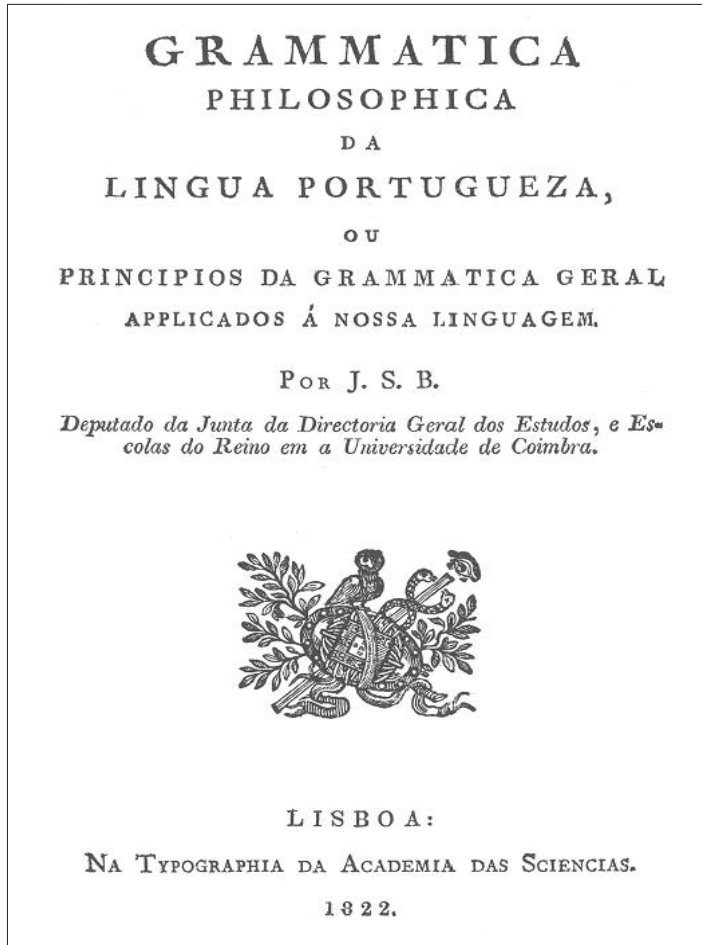 GRAMMATICA
PHILOSOPHICA
DA
LINGUA PORTUGUEZA,
OU
PRINCIPIOS DA GRAMMATICA GERAL
APPLICADOS Á NOSSA LINGUAGEM.
POR J. S. B.
Deputado da Junta da Directoria Geral dos Estudos, e Es-
colas do Reino em a Universidade de Coimbra.
LISBOA:
NA TYPOGRAPHIA DA ACADEMIA DAS SCIENCIAS.
1822.